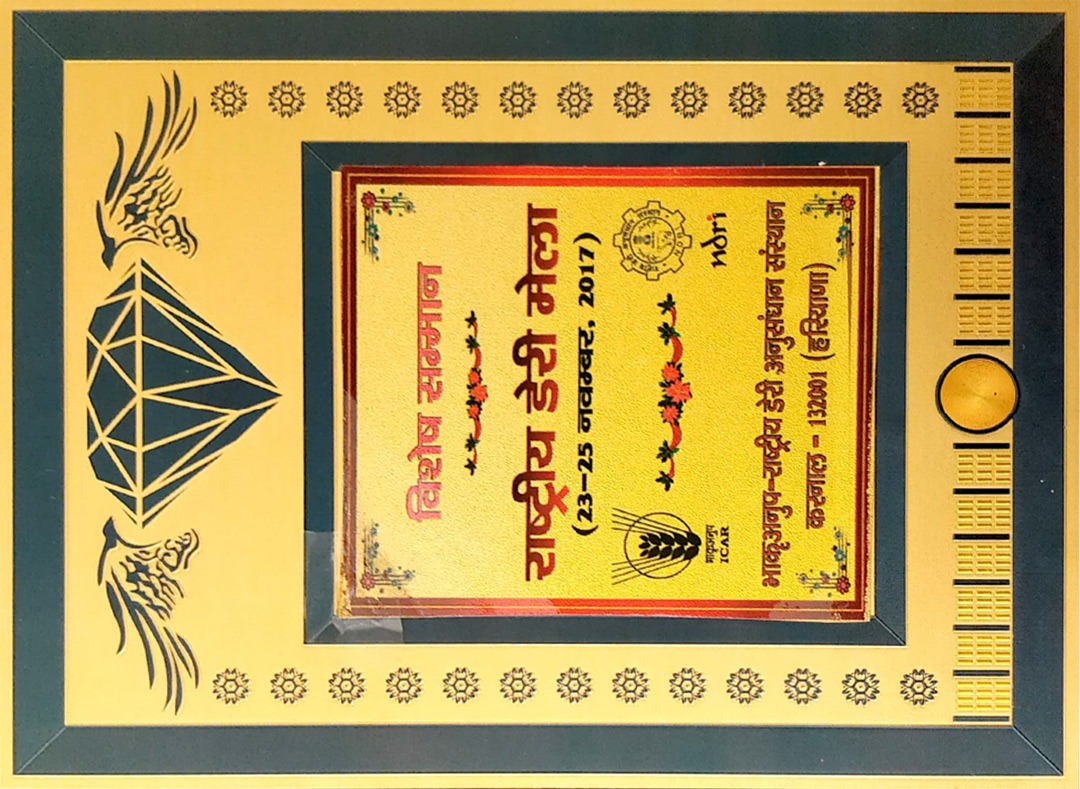 विशेष सम्मान
राष्ट्रीय डेरी मेला
(23-25 नवम्बर, 2017)
भाकृअनुप
ICAR
ndri
भाकृअनुप-राष्ट्रीय डेरी अनुसंधान संस्थान
करनाल - 132001 (हरियाणा)